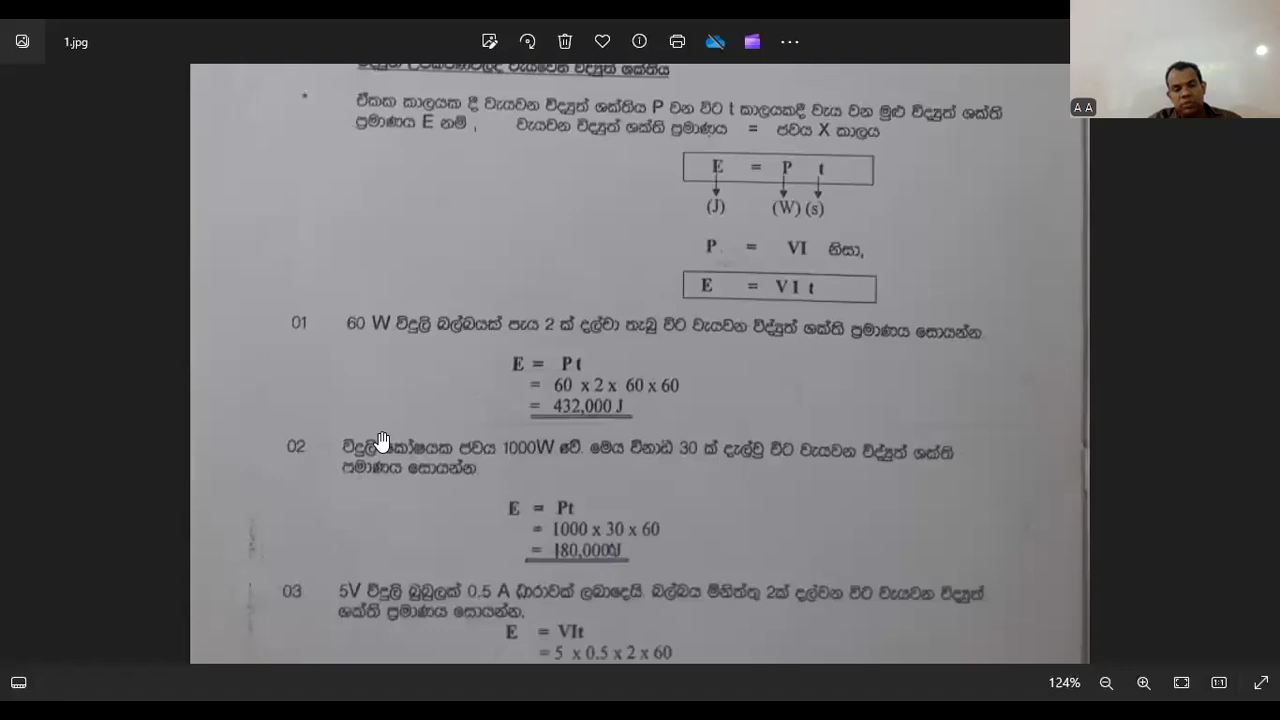 1.jpg
A A
විද්‍යුත් උපකරණවලදී වැයවෙන විද්‍යුත් ශක්තිය
* ඒකක කාලයක දී වැයවන විද්‍යුත් ශක්තිය P වන විට t කාලයකදී වැය වන මුළු විද්‍යුත් ශක්ති
ප්‍රමාණය E නම් , වැයවන විද්‍යුත් ශක්ති ප්‍රමාණය = ජවය X කාලය
E = P t
(J) (W) (s)
P = VI නිසා,
E = V I t
01 60 W විදුලි බල්බයක් පැය 2 ක් දල්වා තැබු විට වැයවන විද්‍යුත් ශක්ති ප්‍රමාණය සොයන්න
E = P t
= 60 x 2 x 60 x 60
= 432,000 J
02 විදුලි කෝෂයක ජවය 1000W වේ. මෙය විනාඩි 30 ක් දැල්වු විට වැයවන විද්‍යුත් ශක්ති
ප්‍රමාණය සොයන්න
E = Pt
= 1000 x 30 x 60
= 180,000J
03 5V විදුලි බුබුලක් 0.5 A ධාරාවක් ලබාදෙයි. බල්බය මිනිත්තු 2ක් දල්වන විට වැයවන විද්‍යුත්
ශක්ති ප්‍රමාණය සොයන්න.
E = VIt
= 5 x 0.5 x 2 x 60
124%
1:1